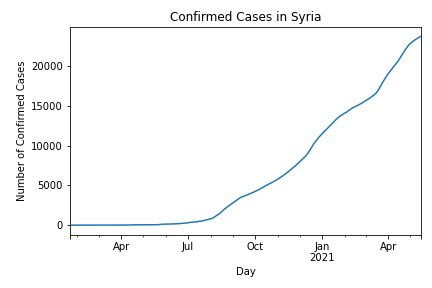 Confirmed Cases in Syria
Number of Confirmed Cases
20000
15000
10000
5000
0
Apr
Jul
Oct
Jan
2021
Apr
Day